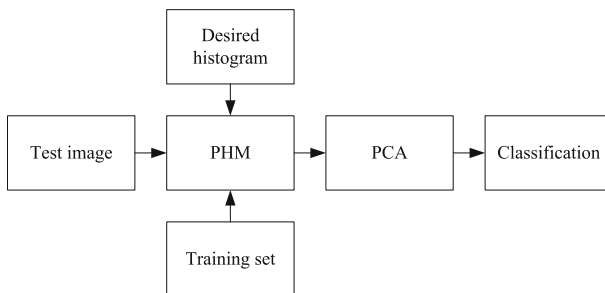 Desired
histogram
Test image
PHM
PCA
Classification
Training set